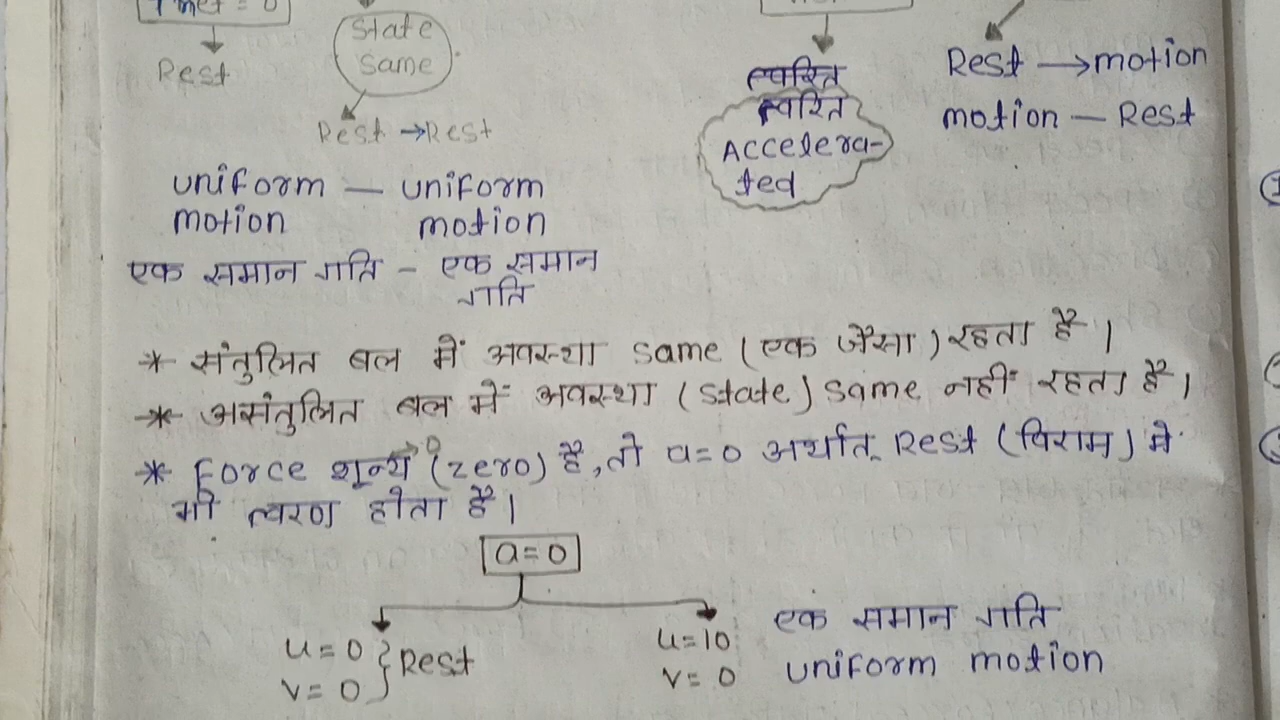 = 0
Rest
State
same
Rest → Rest
uniform — uniform
motion motion
एक समान गति - एक समान
गति
त्वरित
त्वरित
Accelera-
ted
Rest → motion
motion — Rest
* संतुलित बल में अवस्था same (एक जैसा) रहता है।
* असंतुलित बल में अवस्था (state) same नहीं रहता है।
* Force शून्य → 0 (zero) है, तो a=0 अर्थात् Rest (विराम) में
भी त्वरण होता है।
a=0
u=0
v=0
} Rest
u=10
v=0
एक समान गति
uniform motion